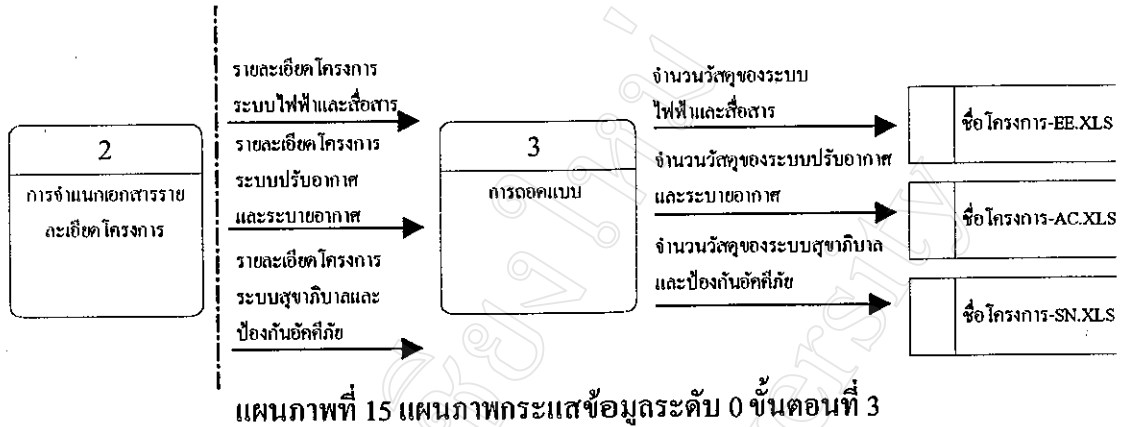 2
การจำแนกเอกสารราย
ละเอียดโครงการ
รายละเอียดโครงการ
ระบบไฟฟ้าและสื่อสาร
รายละเอียดโครงการ
ระบบปรับอากาศ
และระบายอากาศ
รายละเอียดโครงการ
ระบบสุขาภิบาลและ
ป้องกันอัคคีภัย
3
การถอดแบบ
จำนวนวัสดุของระบบ
ไฟฟ้าและสื่อสาร
จำนวนวัสดุของระบบปรับอากาศ
และระบายอากาศ
จำนวนวัสดุของระบบสุขาภิบาล
และป้องกันอัคคีภัย
ชื่อโครงการ-EE.XLS
ชื่อโครงการ-AC.XLS
ชื่อโครงการ-SN.XLS
แผนภาพที่ 15 แผนภาพกระแสข้อมูลระดับ 0 ขั้นตอนที่ 3